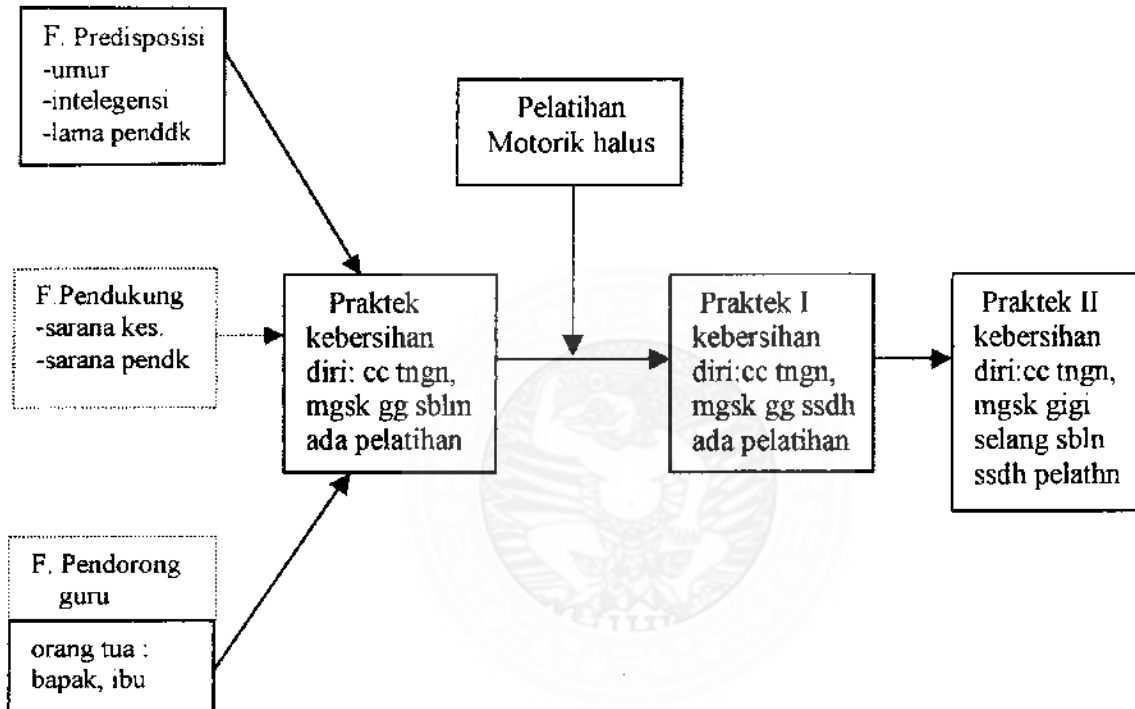 F. Predisposisi
-umur
-intelegensi
-lama penddk
Pelatihan
Motorik halus
F.Pendukung
-sarana kes.
-sarana pendk
Praktek
kebersihan
diri: cc tngn,
mgsk gg sblm
ada pelatihan
Praktek I
kebersihan
diri:cc tngn,
mgsk gg ssdh
ada pelatihan
Praktek II
kebersihan
diri:cc tngn,
mgsk gigi
selang sbln
ssdh pelathn
F. Pendorong
guru
orang tua :
bapak, ibu